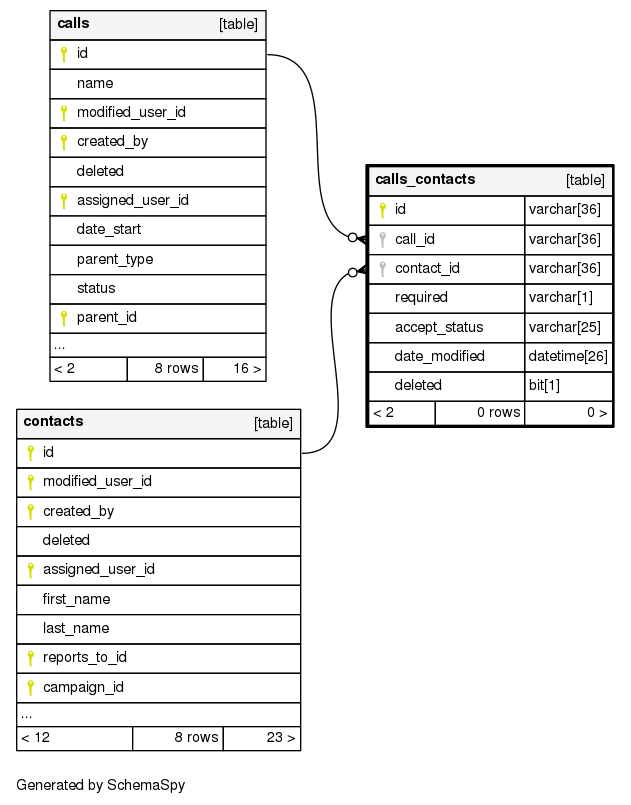 calls [table]
id
name
modified_user_id
created_by
deleted
assigned_user_id
date_start
parent_type
status
parent_id
...
< 2 8 rows 16 >
calls_contacts [table]
id varchar[36]
call_id varchar[36]
contact_id varchar[36]
required varchar[1]
accept_status varchar[25]
date_modified datetime[26]
deleted bit[1]
< 2 0 rows 0 >
contacts [table]
id
modified_user_id
created_by
deleted
assigned_user_id
first_name
last_name
reports_to_id
campaign_id
...
< 12 8 rows 23 >
Generated by SchemaSpy